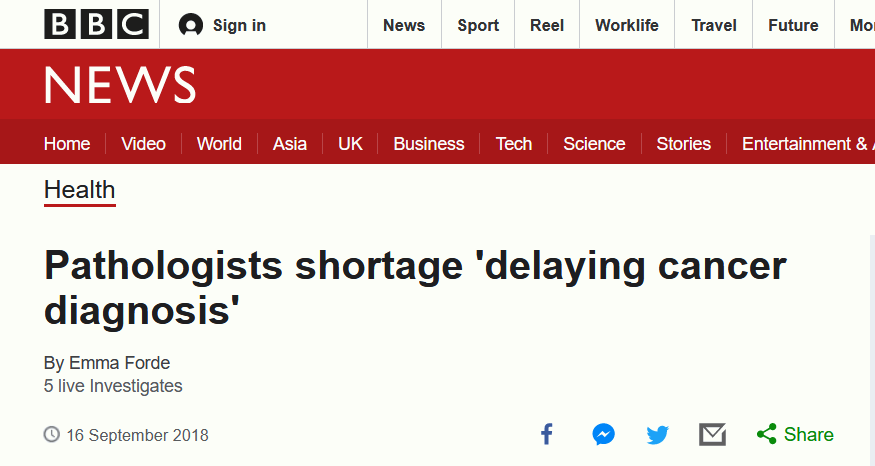 BBC Sign in News Sport Reel Worklife Travel Future Mo
NEWS
Home Video World Asia UK Business Tech Science Stories Entertainment &
Health
Pathologists shortage 'delaying cancer
diagnosis'
By Emma Forde
5 live Investigates
16 September 2018 Share